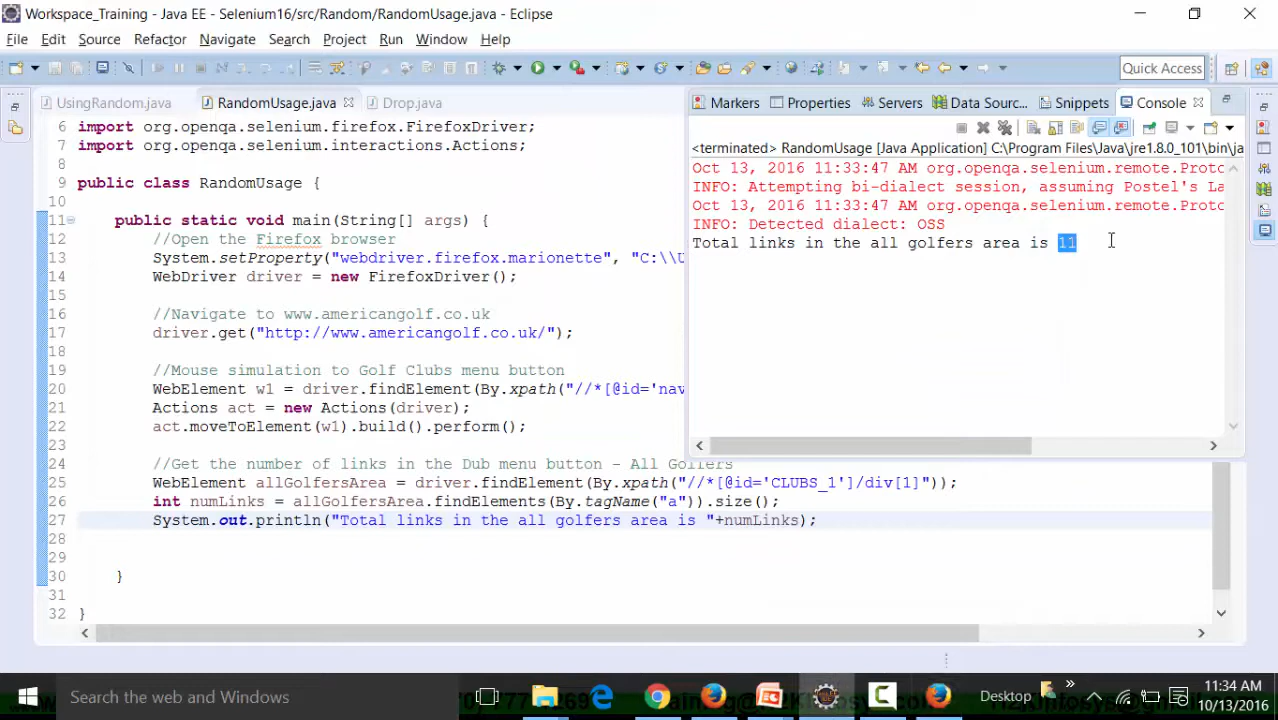 Workspace_Training - Java EE - Selenium16/src/Random/RandomUsage.java - Eclipse
File Edit Source Refactor Navigate Search Project Run Window Help
Quick Access
UsingRandom.java RandomUsage.java Drop.java
6 import org.openqa.selenium.firefox.FirefoxDriver;
7 import org.openqa.selenium.interactions.Actions;
8
9 public class RandomUsage {
10
11 public static void main(String[] args) {
12 //Open the Firefox browser
13 System.setProperty("webdriver.firefox.marionette", "C:\\U
14 WebDriver driver = new FirefoxDriver();
15
16 //Navigate to www.americangolf.co.uk
17 driver.get("http://www.americangolf.co.uk/");
18
19 //Mouse simulation to Golf Clubs menu button
20 WebElement w1 = driver.findElement(By.xpath("//*[@id='nav
21 Actions act = new Actions(driver);
22 act.moveToElement(w1).build().perform();
23
24 //Get the number of links in the Dub menu button - All Golfers
25 WebElement allGolfersArea = driver.findElement(By.xpath("//*[@id='CLUBS_1']/div[1]"));
26 int numLinks = allGolfersArea.findElements(By.tagName("a")).size();
27 System.out.println("Total links in the all golfers area is "+numLinks);
28
29
30 }
31
32 }
Markers Properties Servers Data Sourc... Snippets Console
<terminated> RandomUsage [Java Application] C:\Program Files\Java\jre1.8.0_101\bin\ja
Oct 13, 2016 11:33:47 AM org.openqa.selenium.remote.Proto
INFO: Attempting bi-dialect session, assuming Postel's La
Oct 13, 2016 11:33:47 AM org.openqa.selenium.remote.Proto
INFO: Detected dialect: OSS
Total links in the all golfers area is 11
Search the web and Windows
Desktop
11:34 AM
10/13/2016